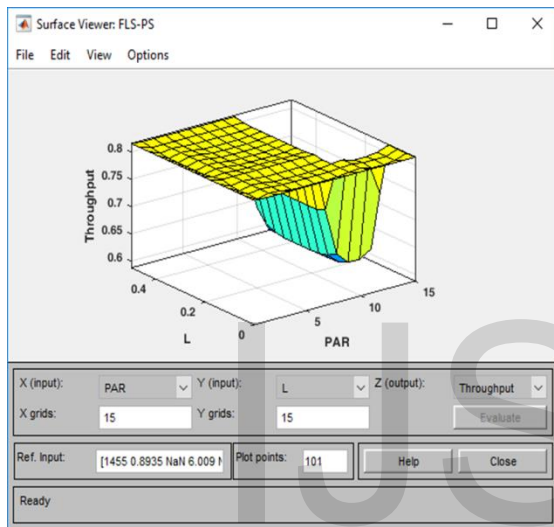 Surface Viewer: FLS-PS
File Edit View Options
0.8
0.75
0.7
0.65
0.6
Throughput
0.4
0.2
0
L
5
10
15
PAR
X (input): PAR Y (input): L Z (output): Throughput
X grids: 15 Y grids: 15 Evaluate
Ref. Input: [1455 0.8935 NaN 6.009 Plot points: 101 Help Close
Ready
IJS